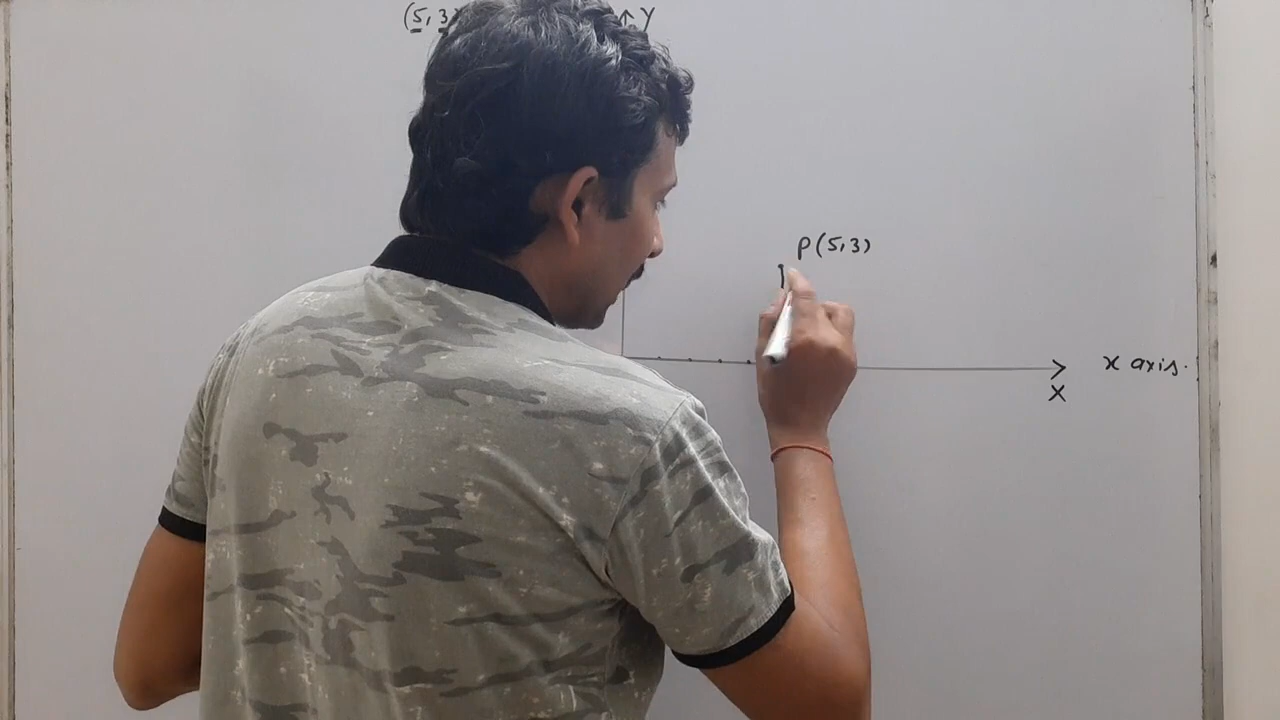 (5,3
Y
P(5,3)
x axis.
X